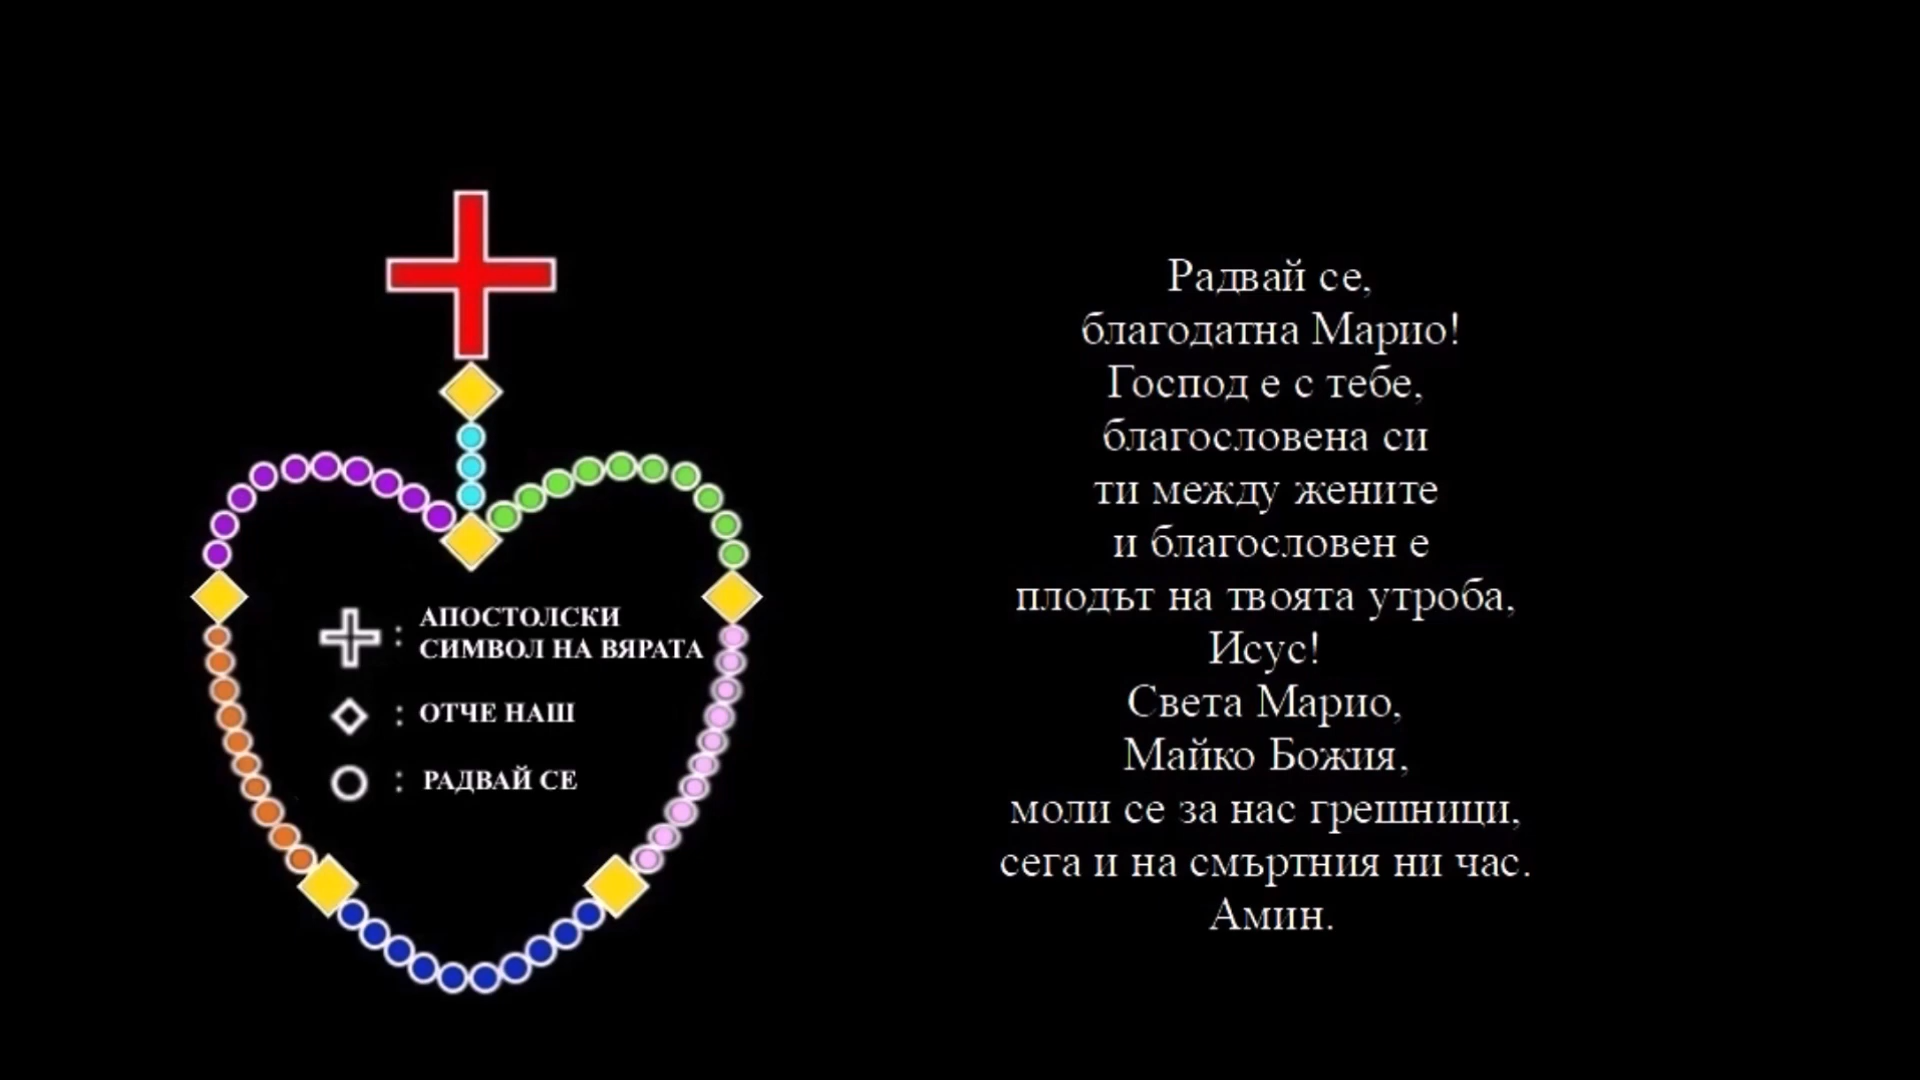 АПОСТОЛСКИ
СИМВОЛ НА ВЯРАТА
: ОТЧЕ НАШ
: РАДВАЙ СЕ
Радвай се,
благодатна Марио!
Господ е с тебе,
благословена си
ти между жените
и благословен е
плодът на твоята утроба,
Исус!
Света Марио,
Майко Божия,
моли се за нас грешници,
сега и на смъртния ни час.
Амин.